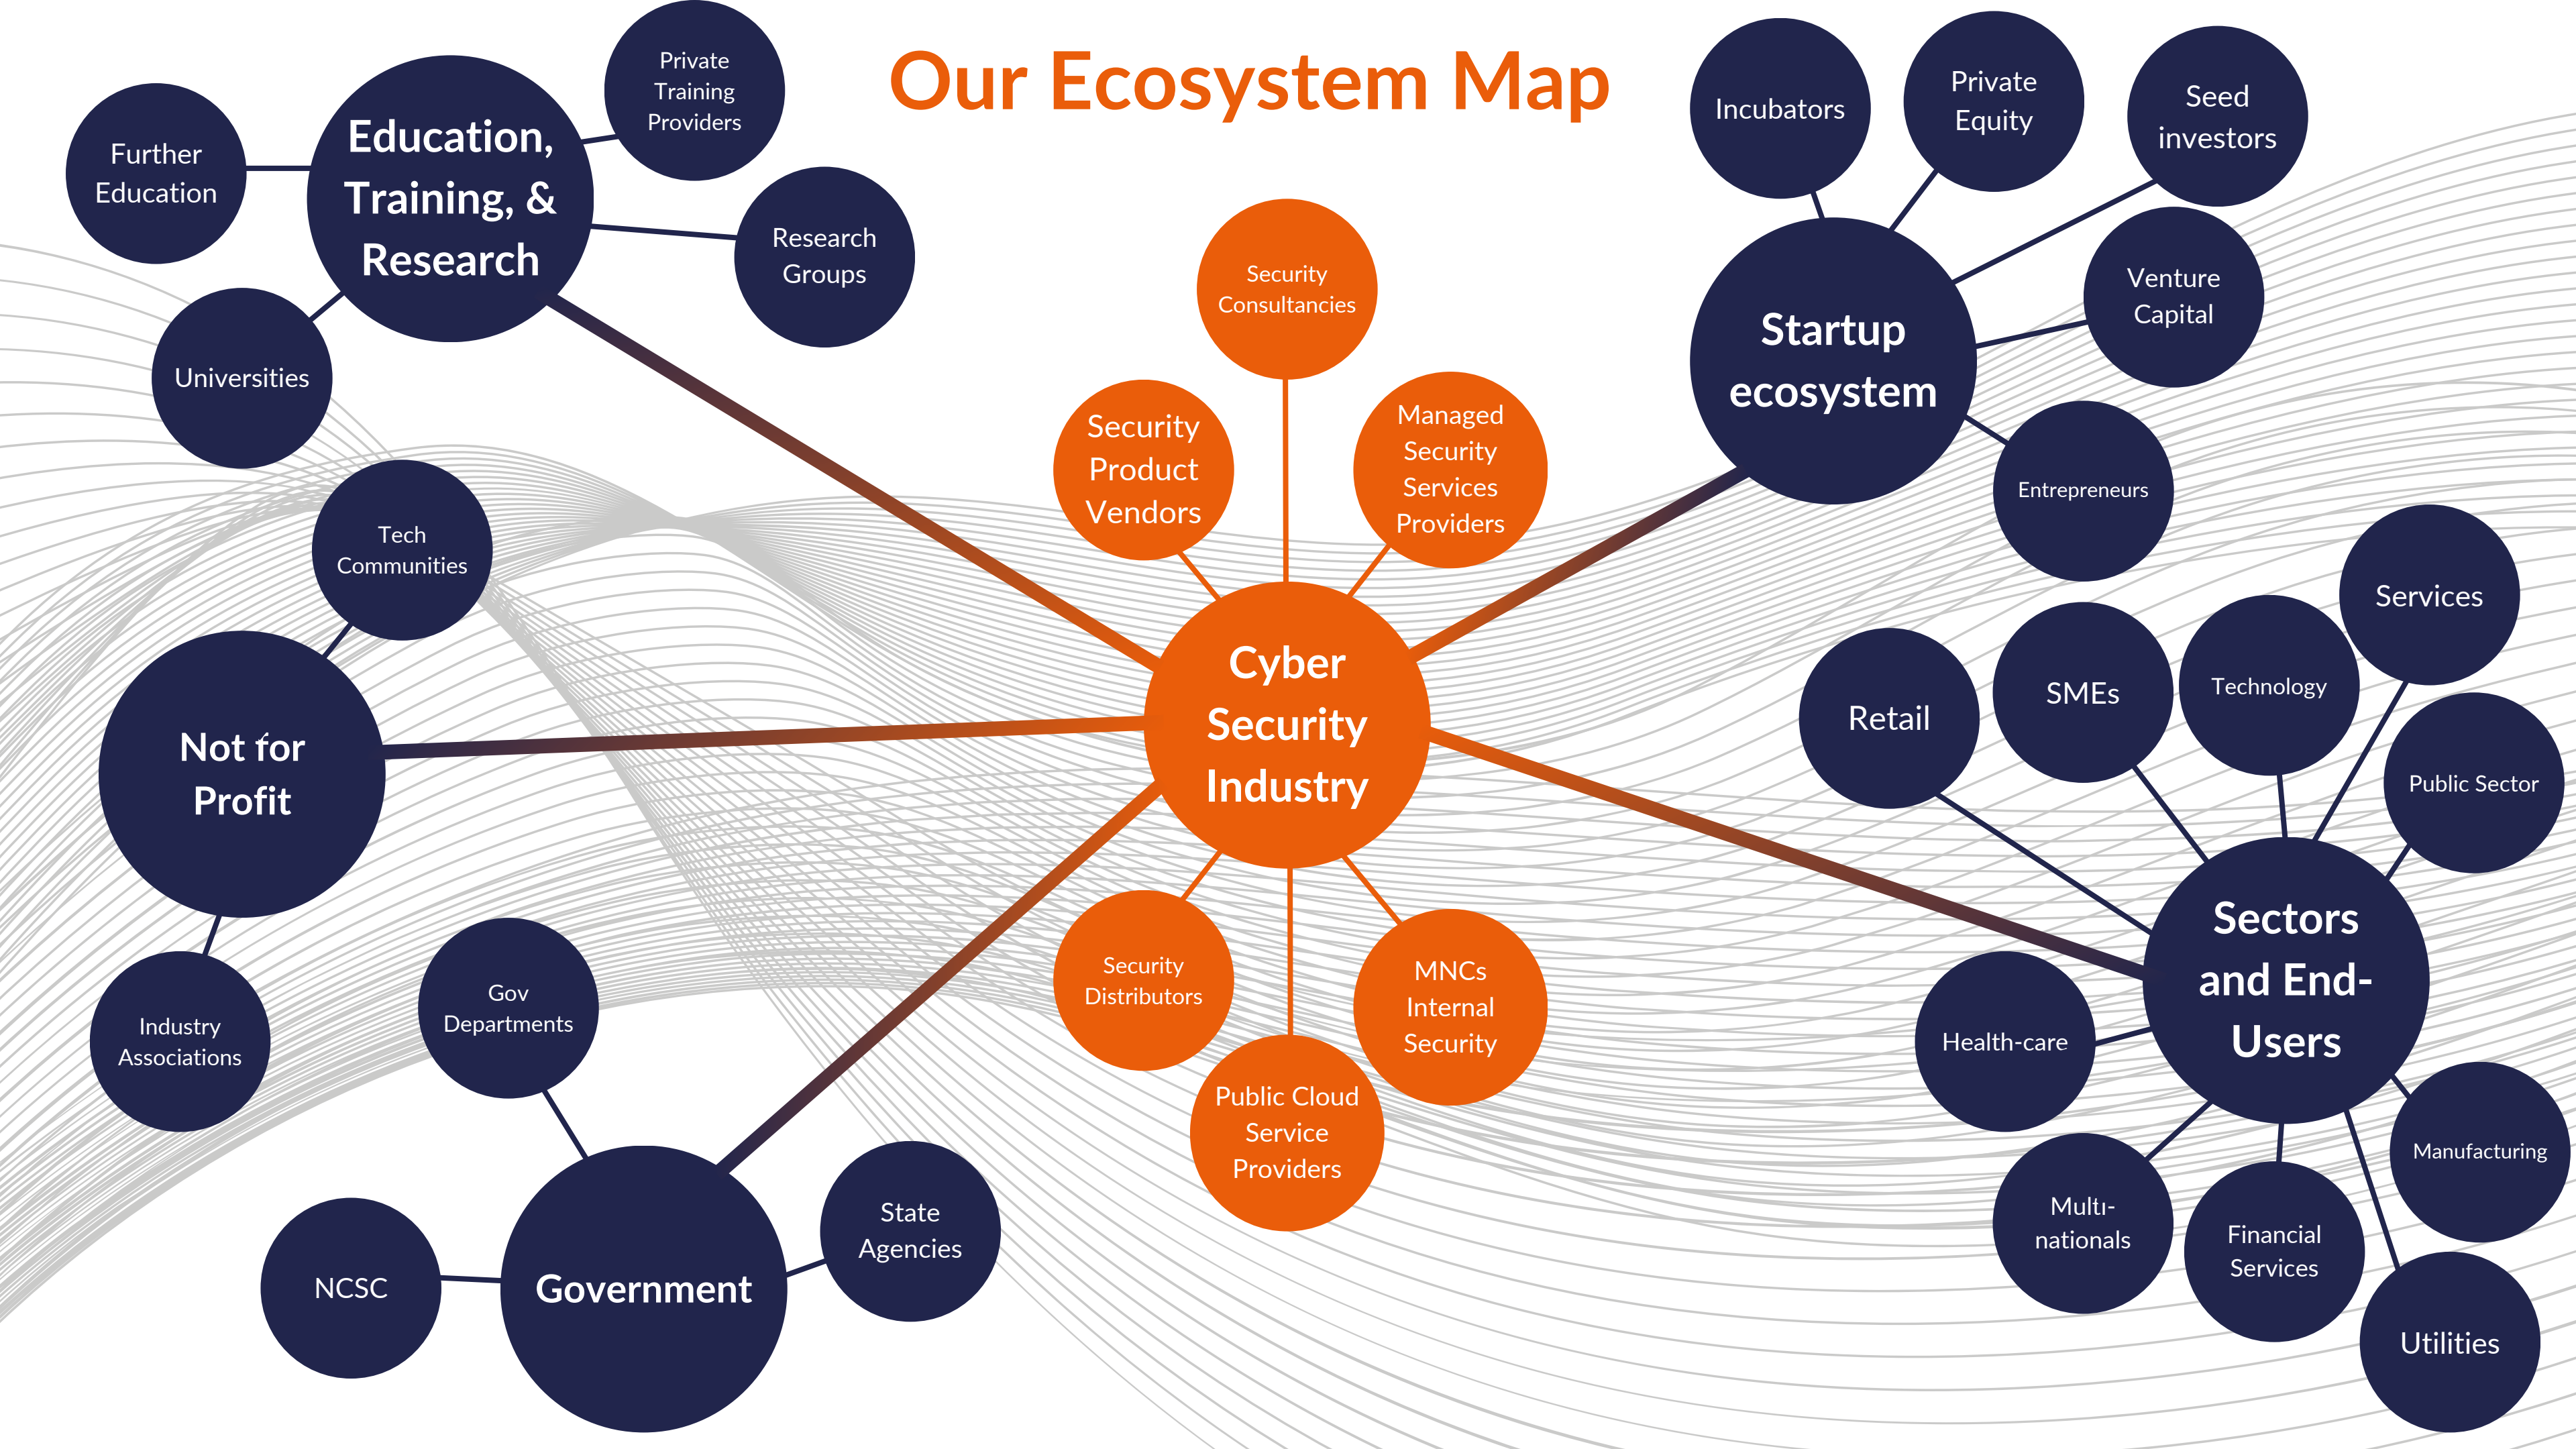 Our Ecosystem Map
Further
Education
Education,
Training, &
Research
Private
Training
Providers
Research
Groups
Universities
Tech
Communities
Not for
Profit
Industry
Associations
Gov
Departments
NCSC
Government
State
Agencies
Security
Consultancies
Security
Product
Vendors
Managed
Security
Services
Providers
Cyber
Security
Industry
Security
Distributors
MNCs
Internal
Security
Public Cloud
Service
Providers
Incubators
Private
Equity
Seed
investors
Venture
Capital
Startup
ecosystem
Entrepreneurs
Services
Technology
SMEs
Retail
Public Sector
Sectors
and End-
Users
Health-care
Manufacturing
Multi-
nationals
Financial
Services
Utilities